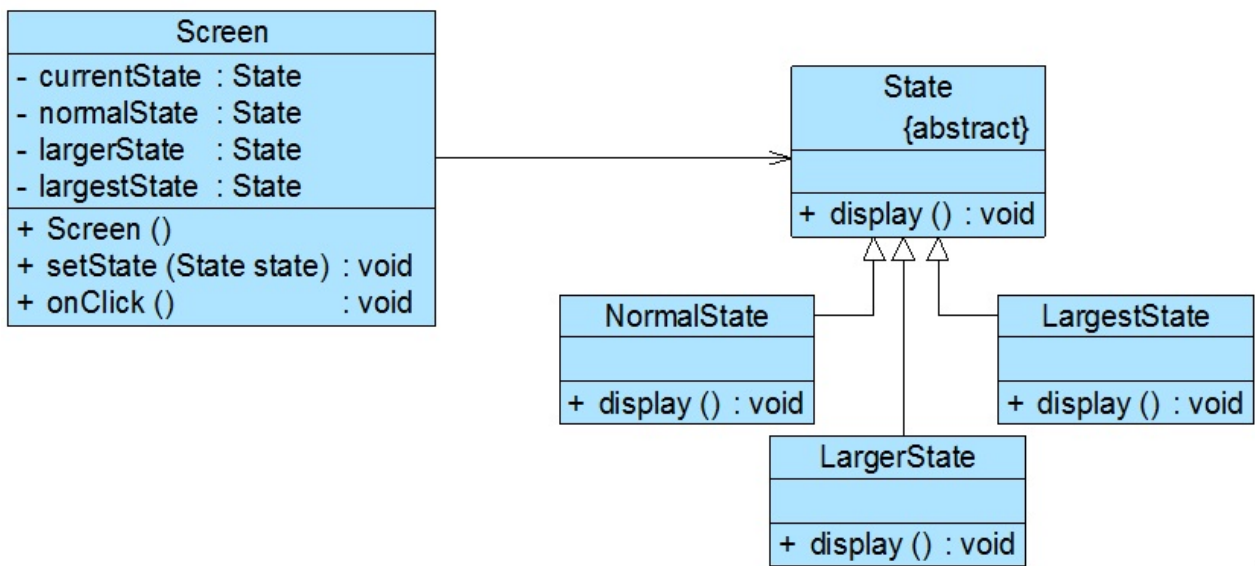 Screen
- currentState : State
- normalState : State
- largerState : State
- largestState : State
+ Screen ()
+ setState (State state) : void
+ onClick () : void
State
{abstract}
+ display () : void
NormalState
+ display () : void
LargestState
+ display () : void
LargerState
+ display () : void